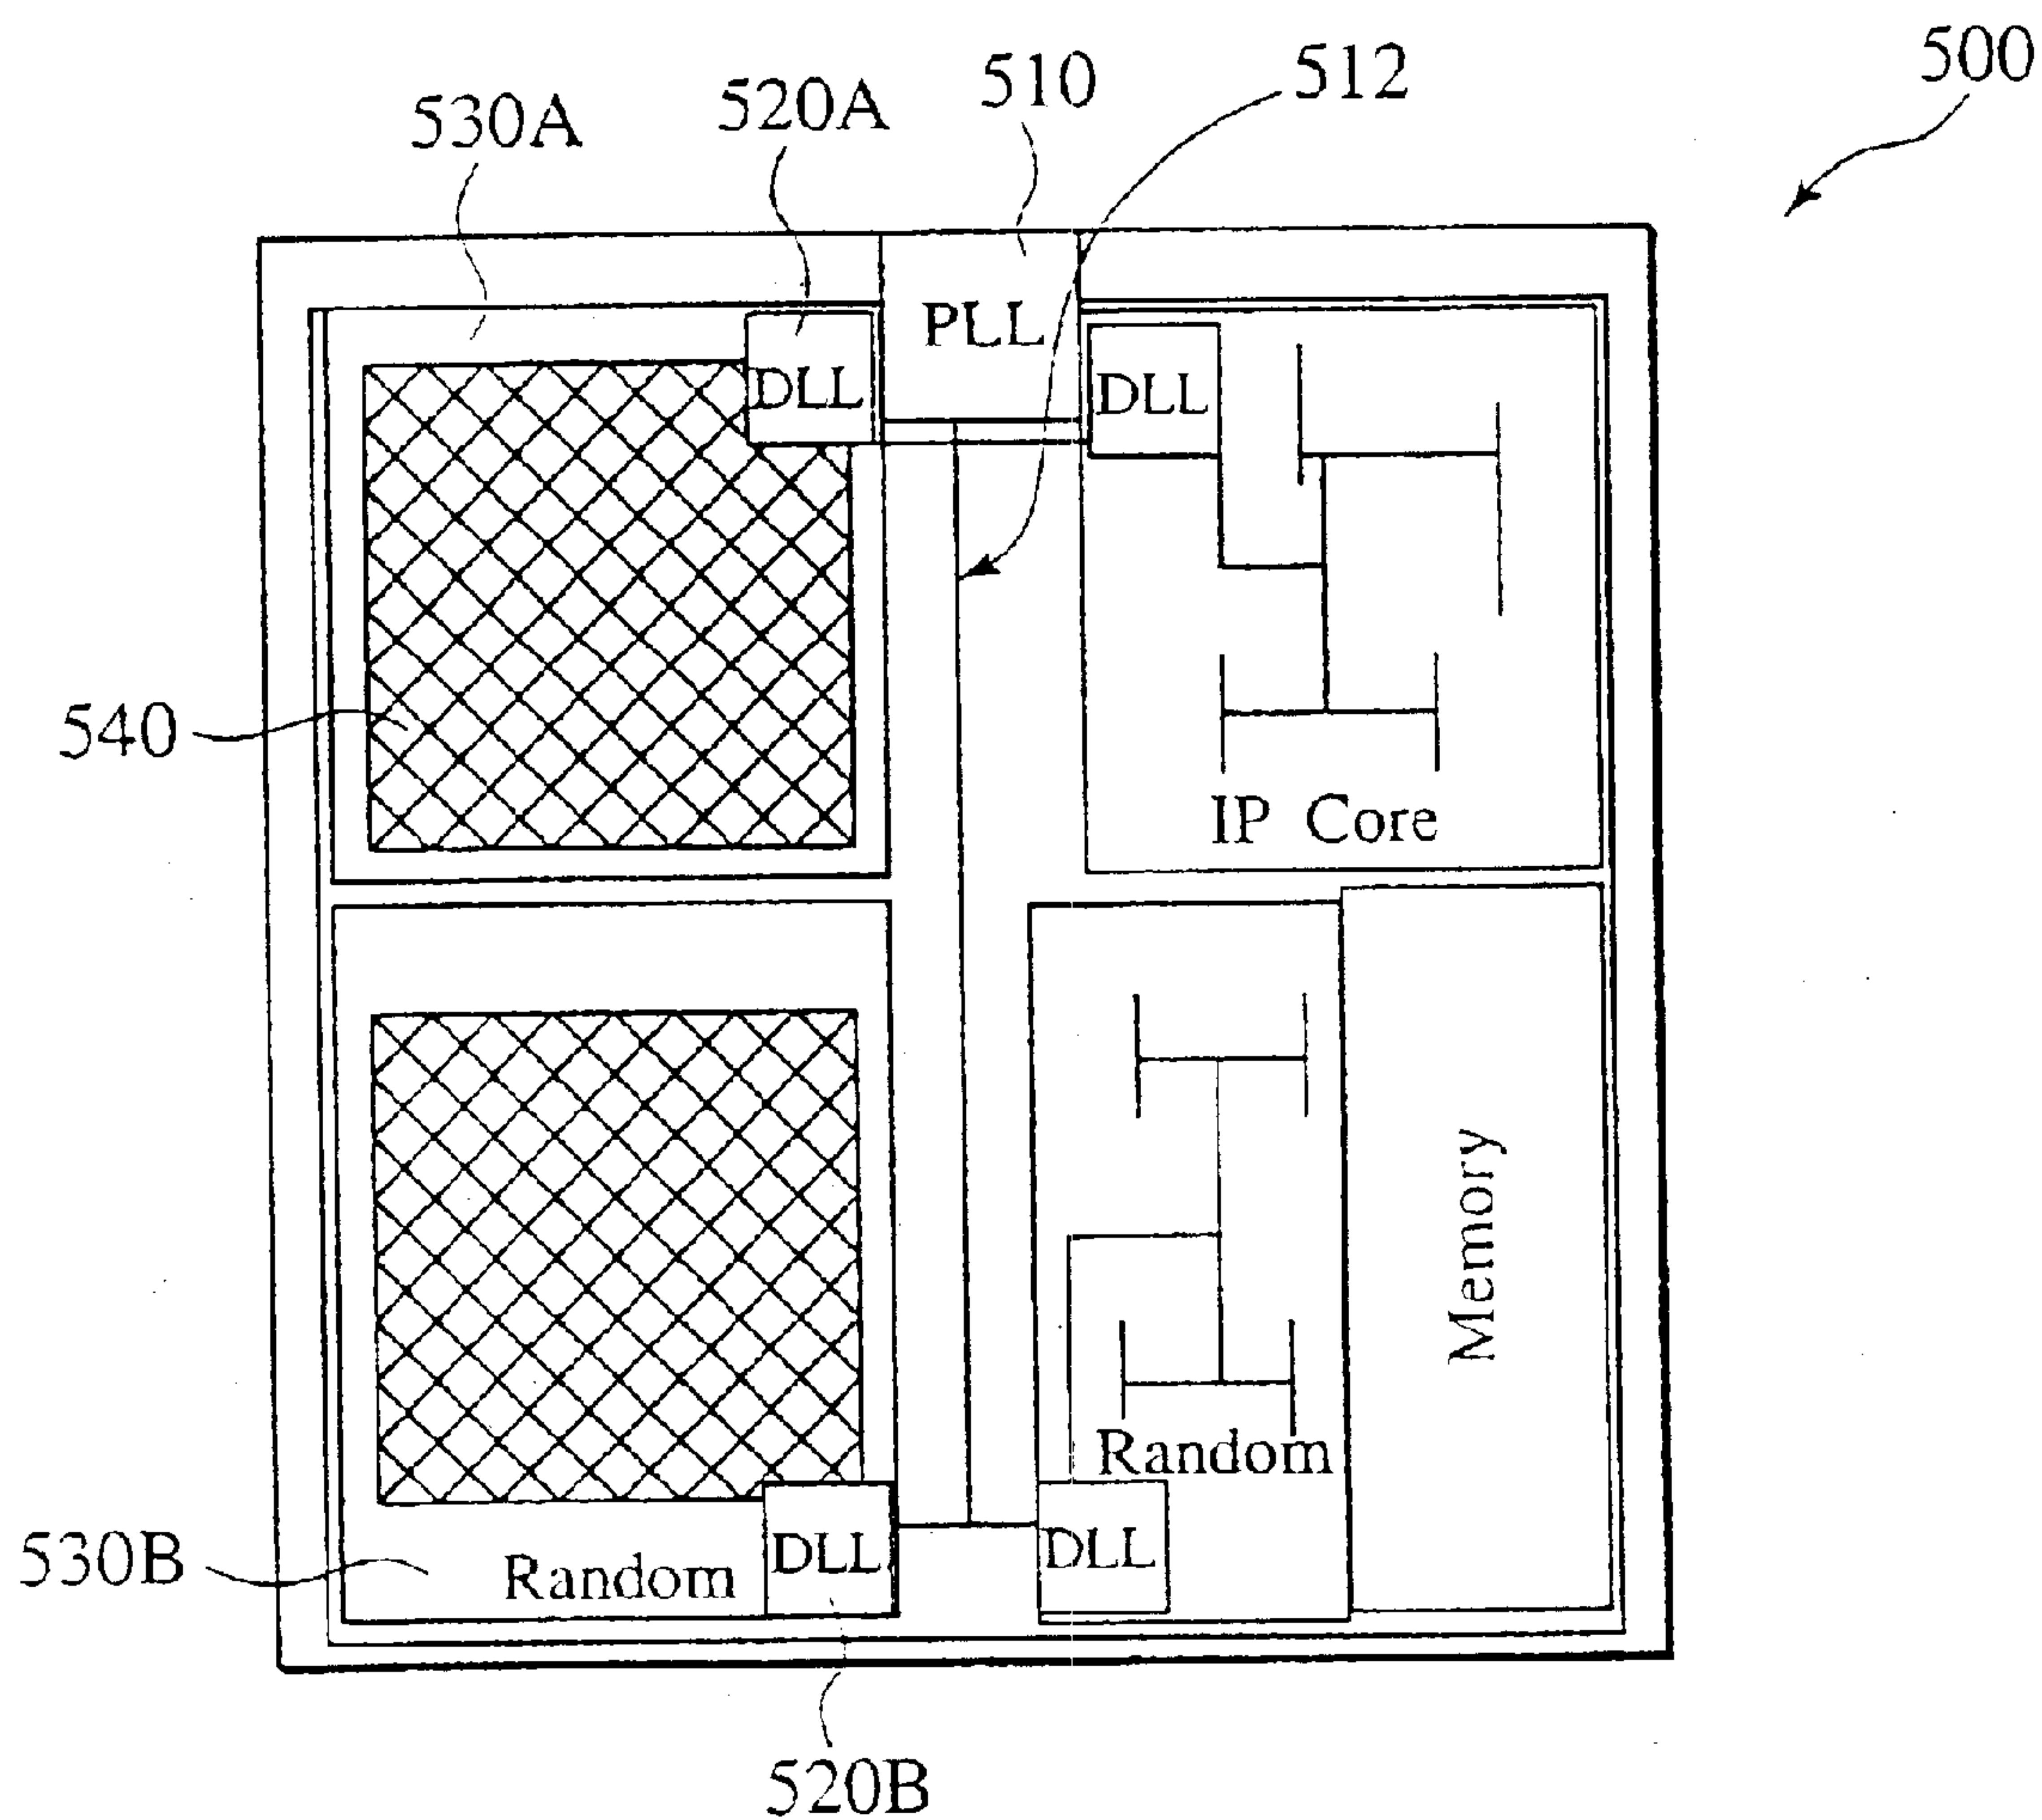 500
510
512
520A
530A
PLL
DLL
DLL
540
IP Core
Memory
Random
530B
Random
DLL
DLL
520B